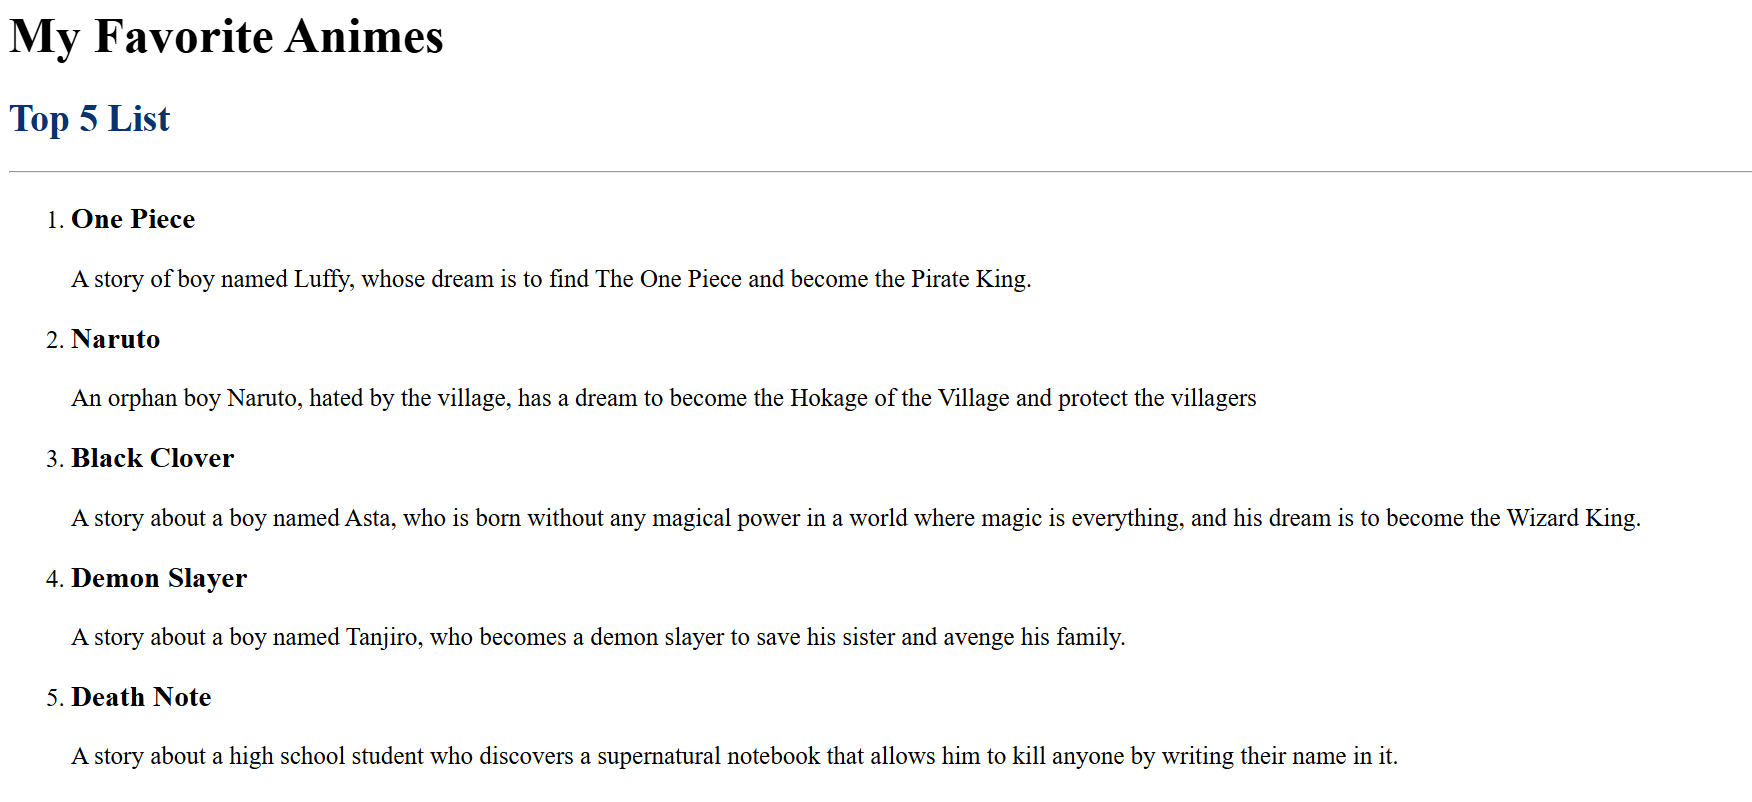 My Favorite Animes
Top 5 List
1. One Piece
A story of boy named Luffy, whose dream is to find The One Piece and become the Pirate King.
2. Naruto
An orphan boy Naruto, hated by the village, has a dream to become the Hokage of the Village and protect the villagers
3. Black Clover
A story about a boy named Asta, who is born without any magical power in a world where magic is everything, and his dream is to become the Wizard King.
4. Demon Slayer
A story about a boy named Tanjiro, who becomes a demon slayer to save his sister and avenge his family.
5. Death Note
A story about a high school student who discovers a supernatural notebook that allows him to kill anyone by writing their name in it.